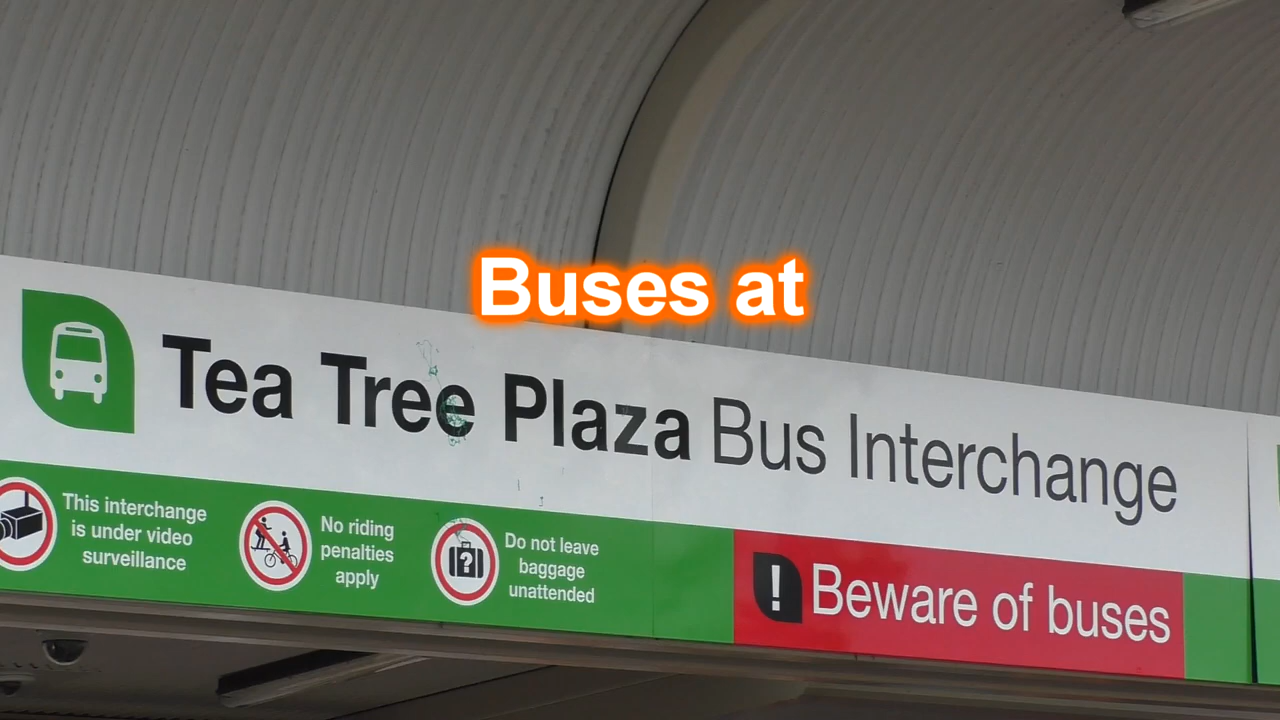 Buses at
Tea Tree Plaza Bus Interchange
This interchange
is under video
surveillance
No riding
penalties
apply
?
Do not leave
baggage
unattended
! Beware of buses